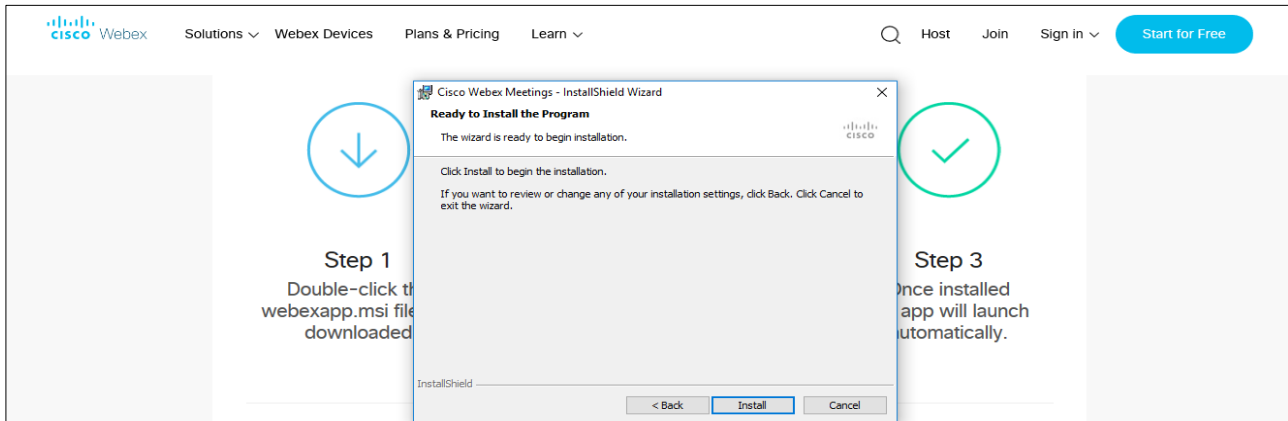 cisco Webex Solutions Webex Devices Plans & Pricing Learn Host Join Sign in Start for Free
Cisco Webex Meetings - InstallShield Wizard
Ready to Install the Program
The wizard is ready to begin installation.
cisco
Click Install to begin the installation.
If you want to review or change any of your installation settings, click Back. Click Cancel to
exit the wizard.
InstallShield
< Back Install Cancel
Step 1
Double-click
webexapp.msi
downloaded
Step 3
installed
app will launch
automatically.